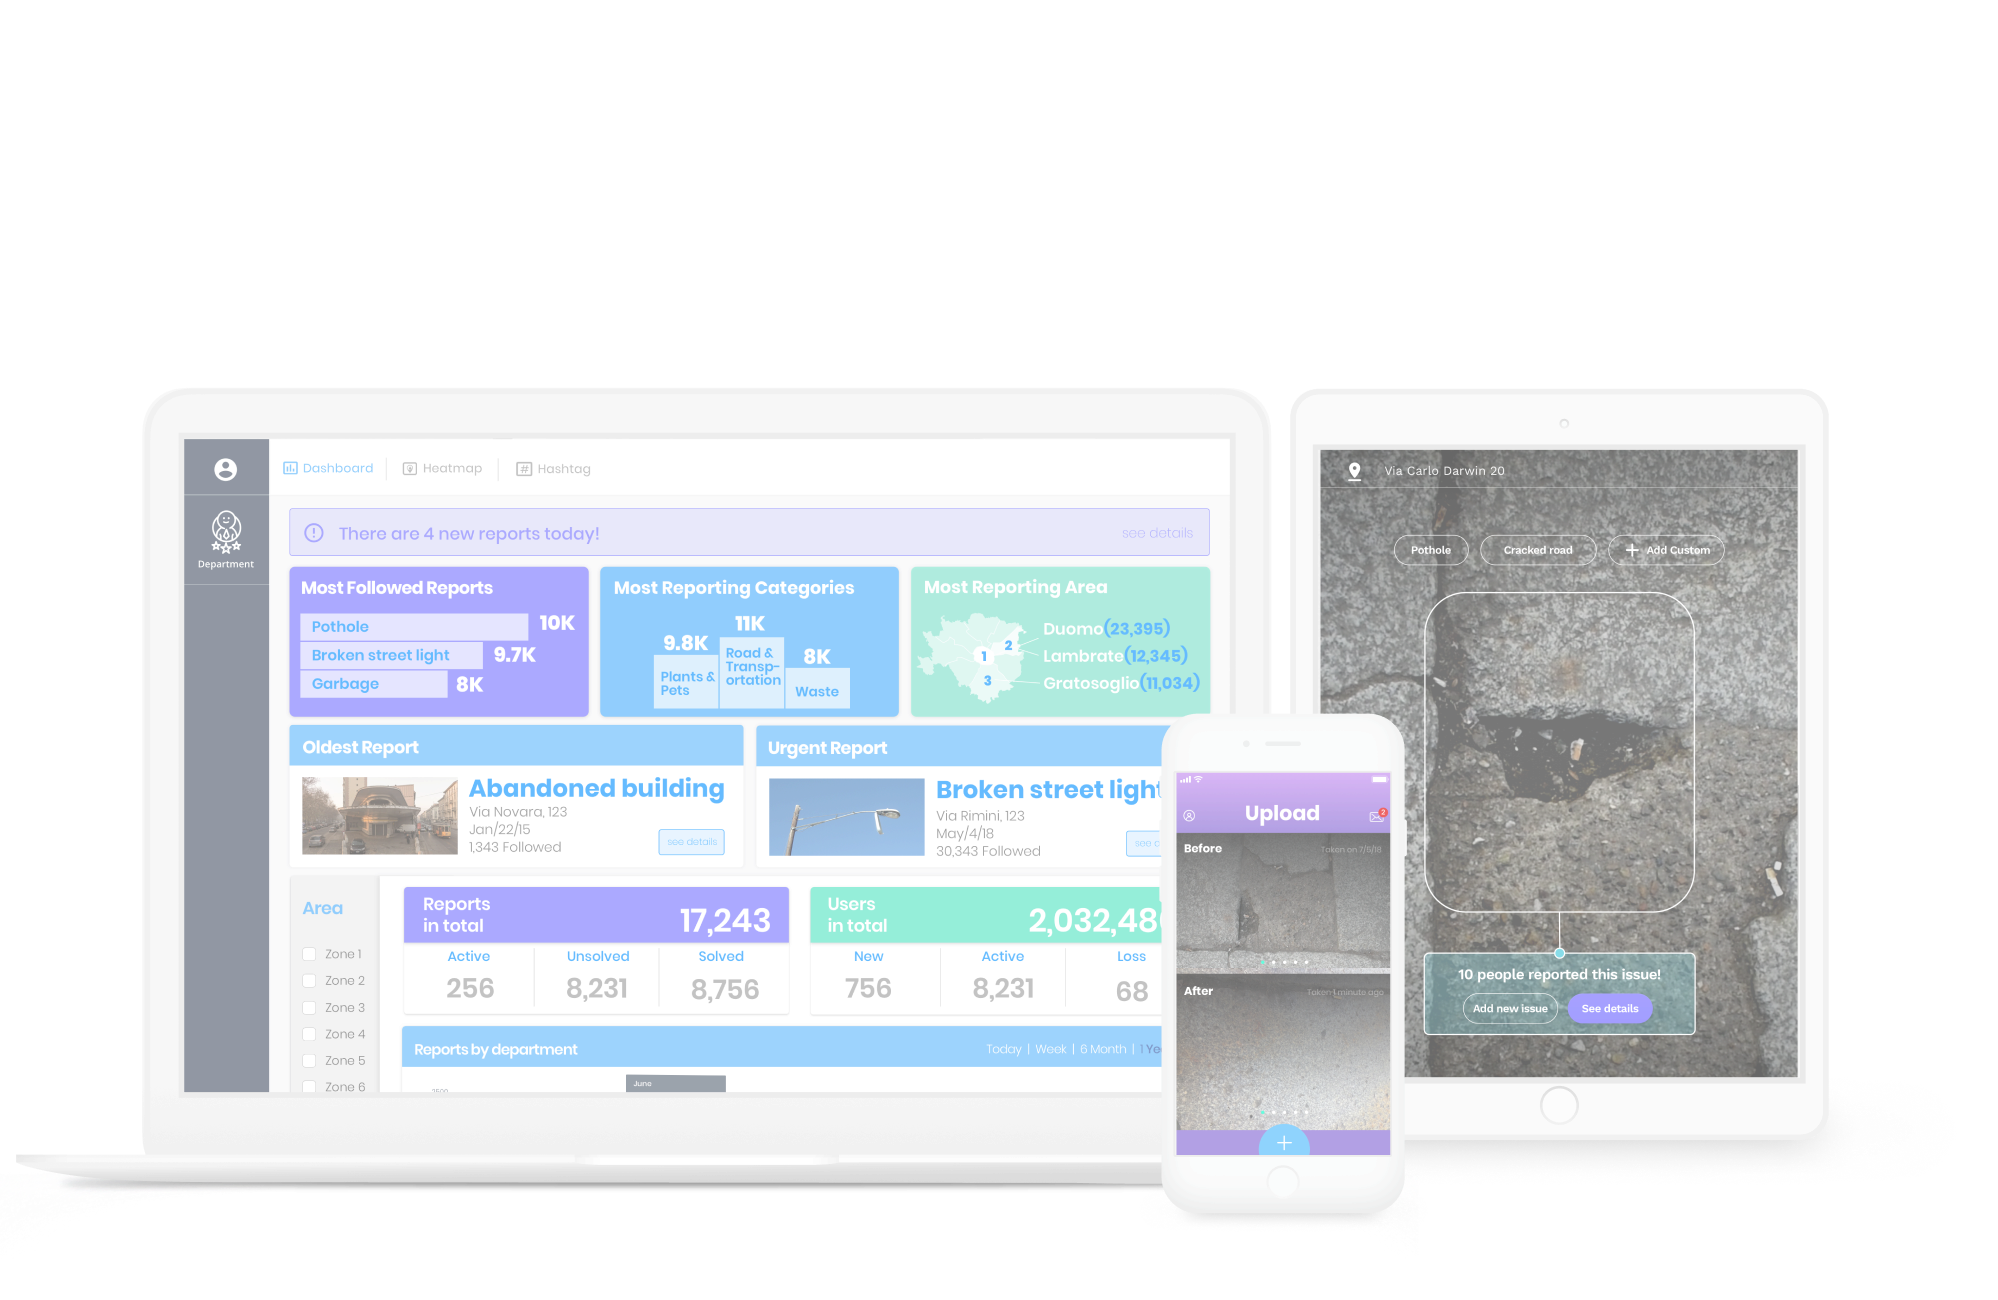 Dashboard
Heatmap
Hashtag
Department
There are 4 new reports today!
see details
Most Followed Reports
Pothole
10K
Broken street light
9.7K
Garbage
8K
Most Reporting Categories
9.8K
Plants &
Pets
11K
Road &
Transp-
ortation
8K
Waste
Most Reporting Area
1
2
3
Duomo(23,395)
Lambrate(12,345)
Gratosoglio(11,034)
Oldest Report
Abandoned building
Via Novara, 123
Jan/22/15
1,343 Followed
see details
Urgent Report
Broken street light
Via Rimini, 123
May/4/18
30,343 Followed
see
Area
Zone 1
Zone 2
Zone 3
Zone 4
Zone 5
Zone 6
Reports
in total
17,243
Active
Unsolved
Solved
256
8,231
8,756
Users
in total
2,032,48
New
Active
Loss
756
8,231
68
Reports by department
Today | Week | 6 Month | 1 Ye
June
Upload
2
Before
Taken on 7/6/18
After
Taken 1 minute ago
Via Carlo Darwin 20
Pothole
Cracked road
Add Custom
10 people reported this issue!
Add new issue
See details